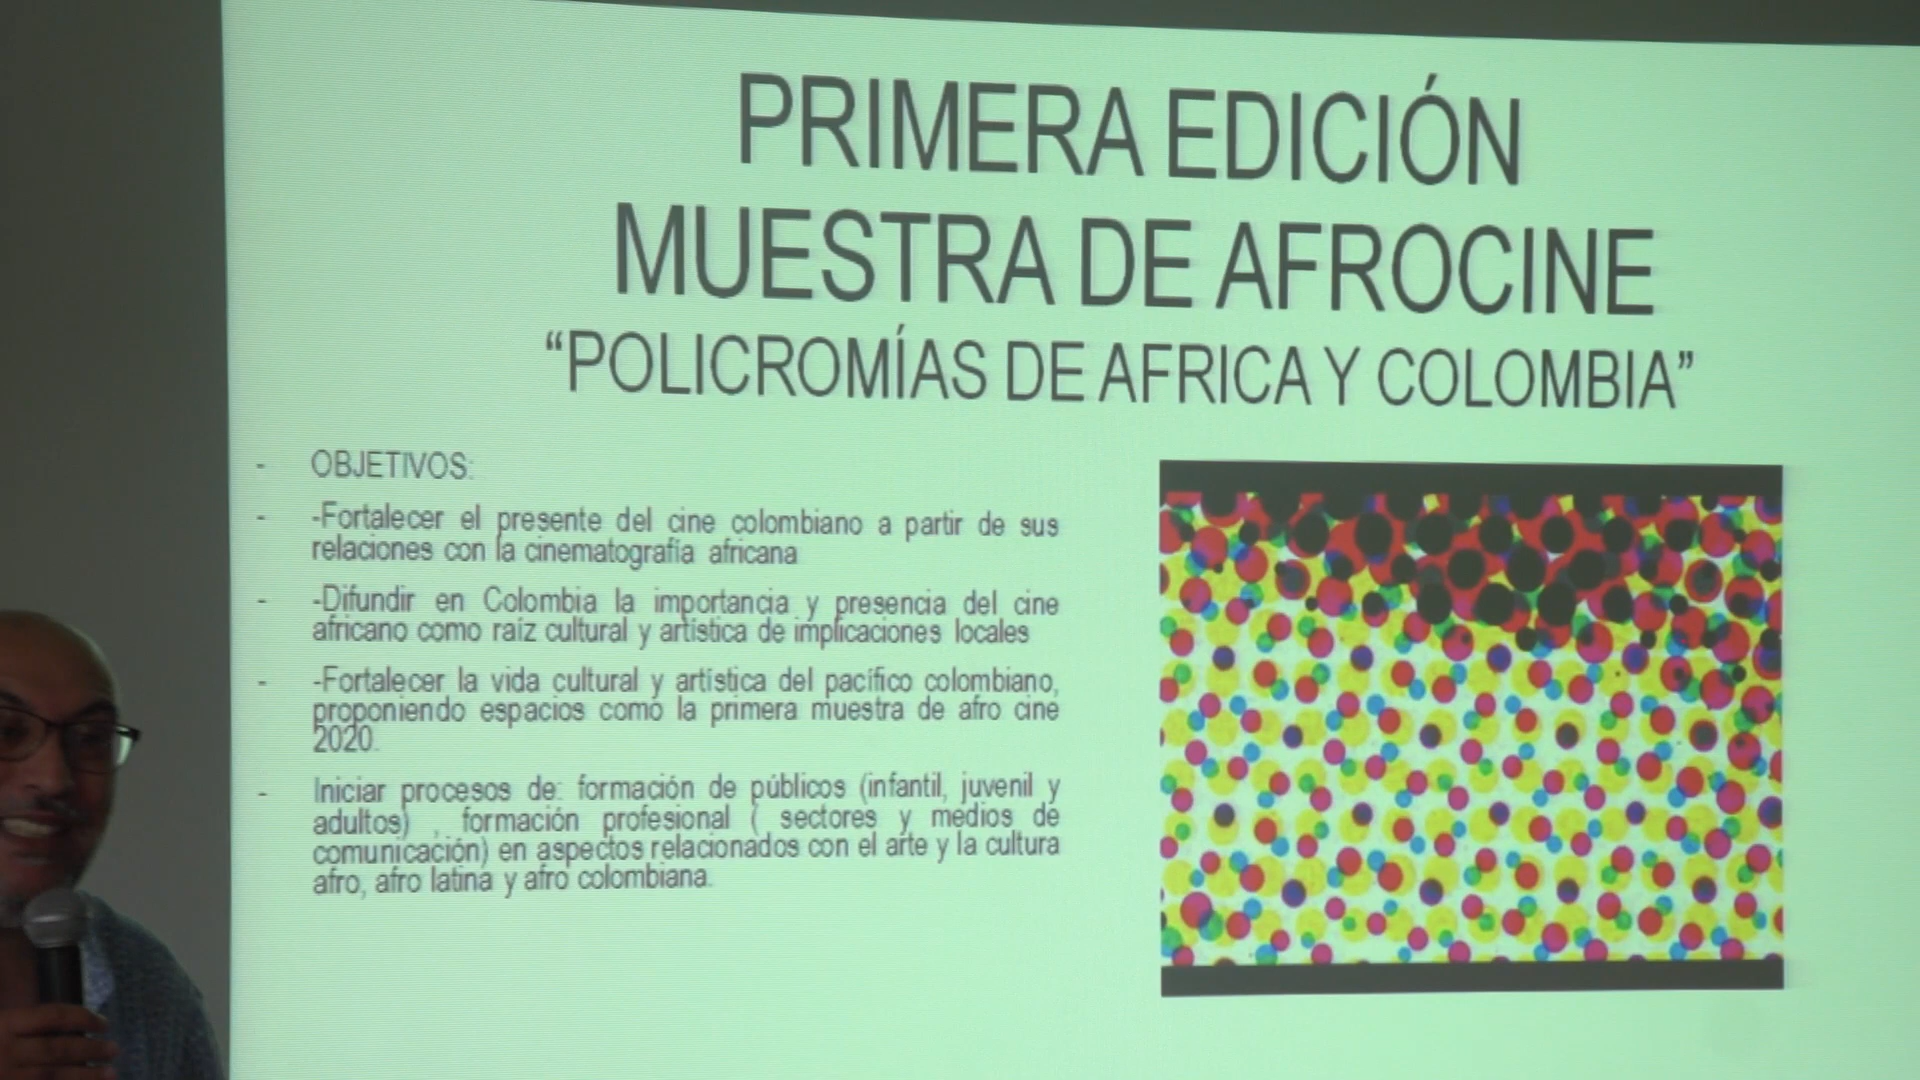 PRIMERA EDICIÓN
MUESTRA DE AFROCINE
“POLICROMÍAS DE AFRICA Y COLOMBIA”
- OBJETIVOS:
- -Fortalecer el presente del cine colombiano a partir de sus
relaciones con la cinematografía africana
- -Difundir en Colombia la importancia y presencia del cine
africano como raíz cultural y artística de implicaciones locales
- -Fortalecer la vida cultural y artística del pacífico colombiano,
proponiendo espacios como la primera muestra de afro cine
2020.
- Iniciar procesos de: formación de públicos (infantil, juvenil y
adultos) , formación profesional ( sectores y medios de
comunicación) en aspectos relacionados con el arte y la cultura
afro, afro latina y afro colombiana.